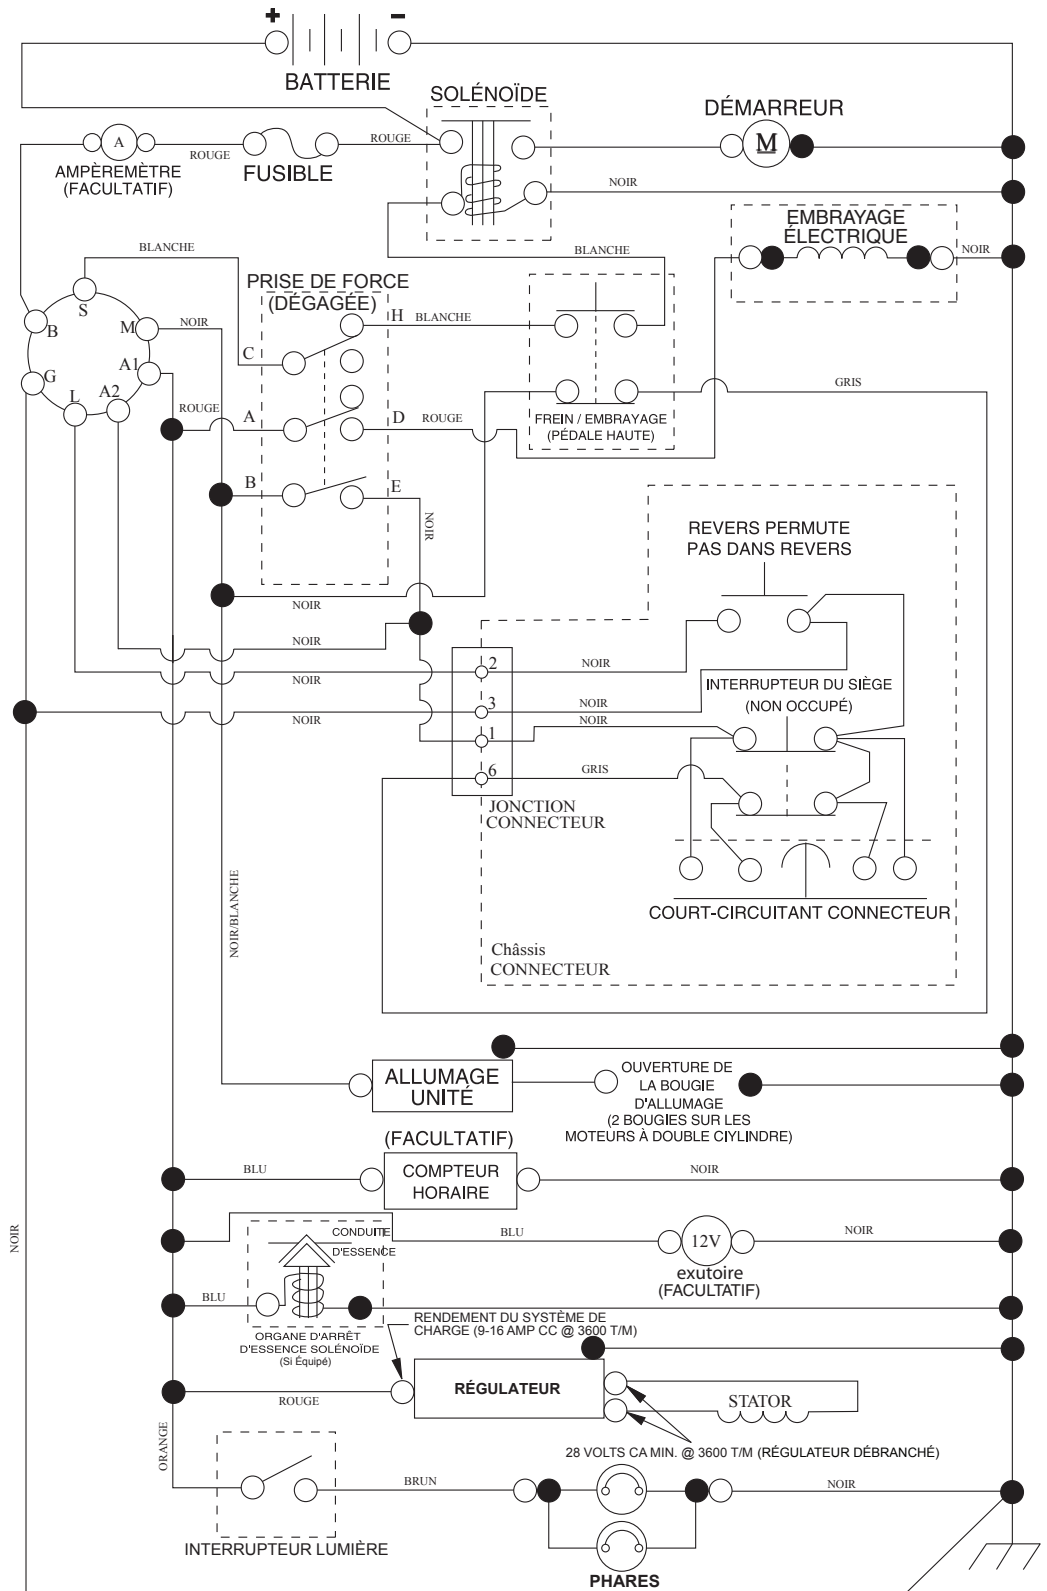 + -
BATTERIE
SOLÉNOÏDE
DÉMARREUR
A
ROUGE
ROUGE
M
AMPÈREMÈTRE
(FACULTATIF)
FUSIBLE
NOIR
EMBRAYAGE
ÉLECTRIQUE
NOIR
BLANCHE
BLANCHE
PRISE DE FORCE
(DÉGAGÉE)
S
B
M
NOIR
H
BLANCHE
C
A1
G
L
A2
ROUGE
A
D
ROUGE
GRIS
FREIN / EMBRAYAGE
(PÉDALE HAUTE)
B
E
NOIR
REVERS PERMUTE
PAS DANS REVERS
NOIR
NOIR
NOIR
2
NOIR
INTERRUPTEUR DU SIÈGE
(NON OCCUPÉ)
NOIR
3
NOIR
NOIR
1
6
GRIS
JONCTION
CONNECTEUR
COURT-CIRCUITANT CONNECTEUR
NOIR/BLANCHE
Châssis
CONNECTEUR
ALLUMAGE
UNITÉ
OUVERTURE DE
LA BOUGIE
D'ALLUMAGE
(2 BOUGIES SUR LES
MOTEURS À DOUBLE CIYLINDRE)
(FACULTATIF)
BLU
COMPTEUR
HORAIRE
NOIR
NOIR
CONDUITE
D'ESSENCE
BLU
12V
NOIR
exutoire
(FACULTATIF)
BLU
ORGANE D'ARRÊT
D'ESSENCE SOLÉNOÏDE
(Si Équipé)
RENDEMENT DU SYSTÈME DE
CHARGE (9-16 AMP CC @ 3600 T/M)
RÉGULATEUR
ROUGE
STATOR
28 VOLTS CA MIN. @ 3600 T/M (RÉGULATEUR DÉBRANCHÉ)
ORANGE
BRUN
NOIR
INTERRUPTEUR LUMIÈRE
PHARES